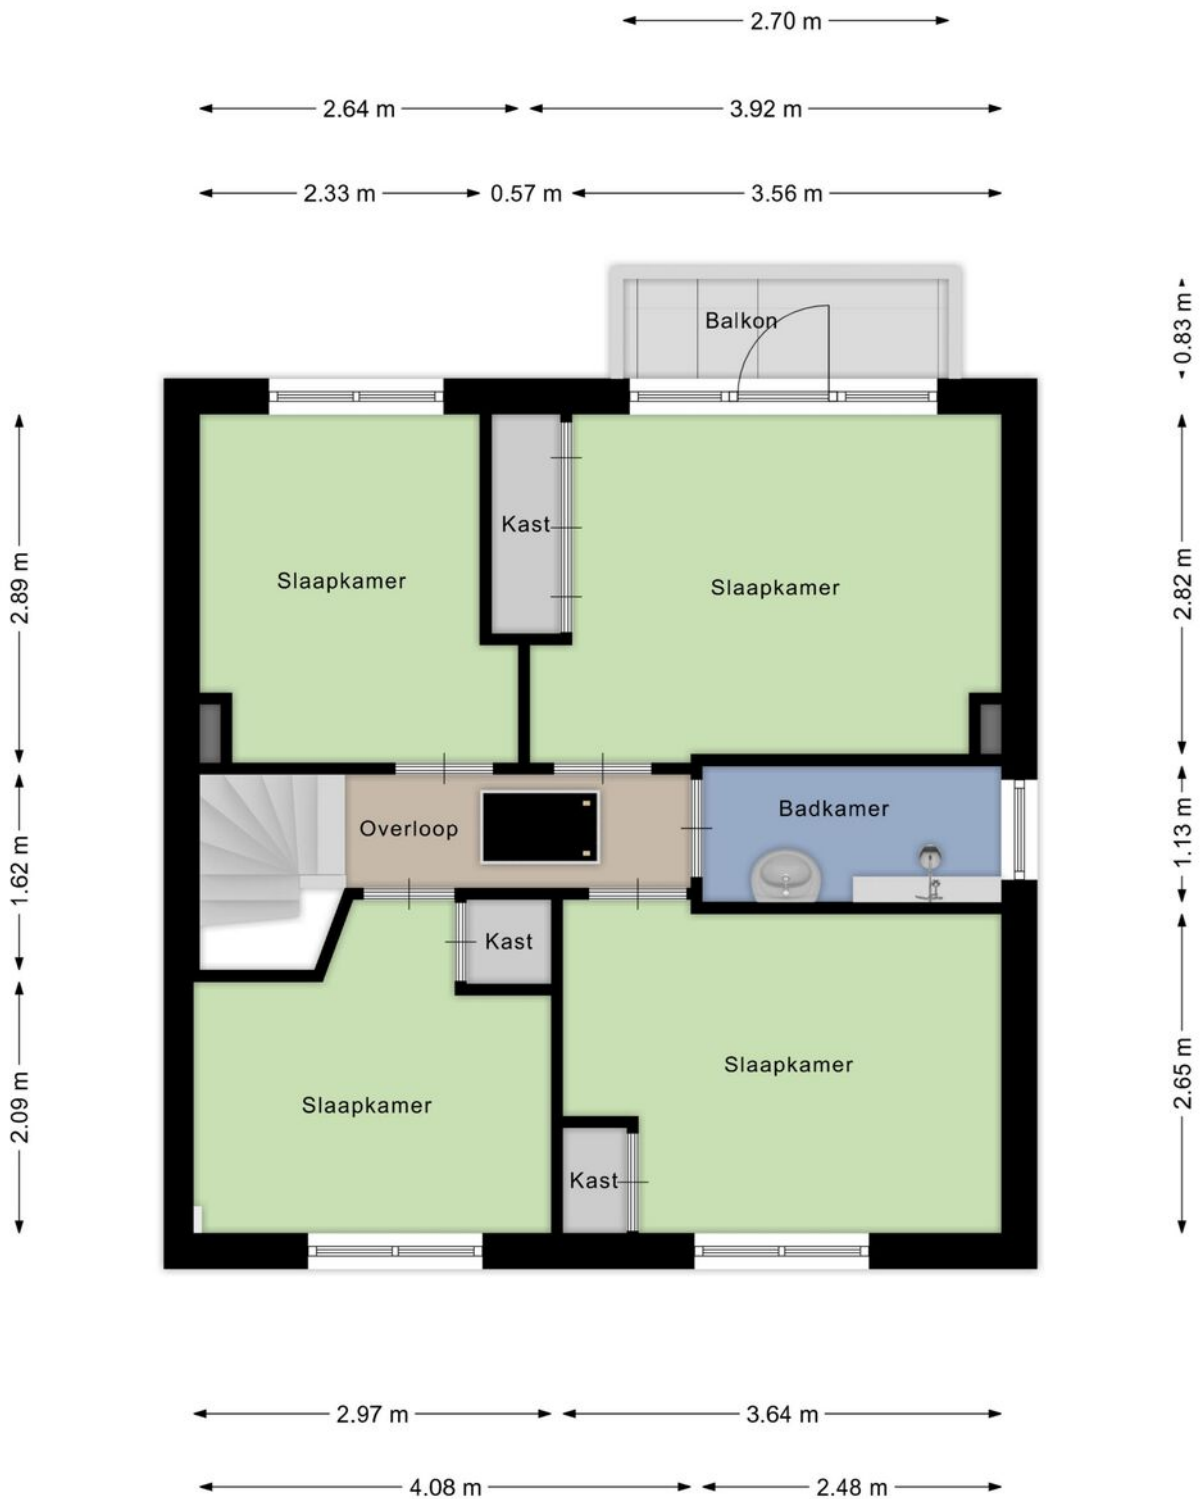 2.70 m
2.64 m
3.92 m
2.33 m
0.57 m
3.56 m
0.83 m
Balkon
Kast
Slaapkamer
Slaapkamer
2.89 m
2.82 m
Overloop
Badkamer
1.62 m
1.13 m
Kast
Slaapkamer
Slaapkamer
Kast
2.09 m
2.65 m
2.97 m
3.64 m
4.08 m
2.48 m